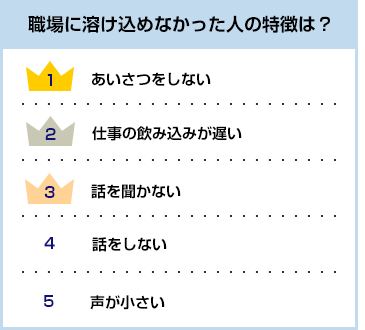 職場に溶け込めなかった人の特徴は？
1 あいさつをしない
2 仕事の飲み込みが遅い
3 話を聞かない
4 話をしない
5 声が小さい